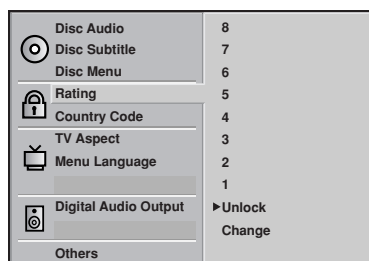 Disc Audio
Disc Subtitle
Disc Menu
Rating
Country Code
TV Aspect
Menu Language
Digital Audio Output
Others
8
7
6
5
4
3
2
1
Unlock
Change